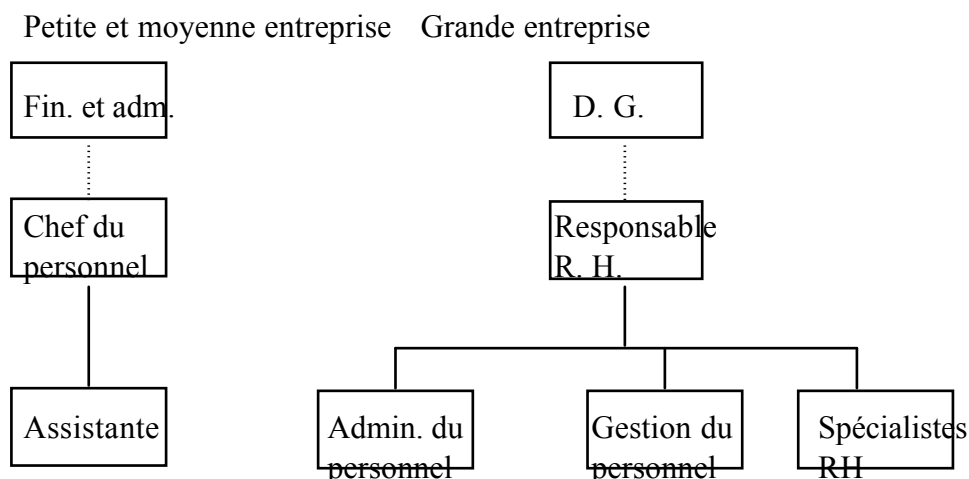 Petite et moyenne entreprise Grande entreprise
Fin. et adm.
D. G.
Chef du
personnel
Responsable
R. H.
Assistante
Admin. du
personnel
Gestion du
personnel
Spécialistes
RH